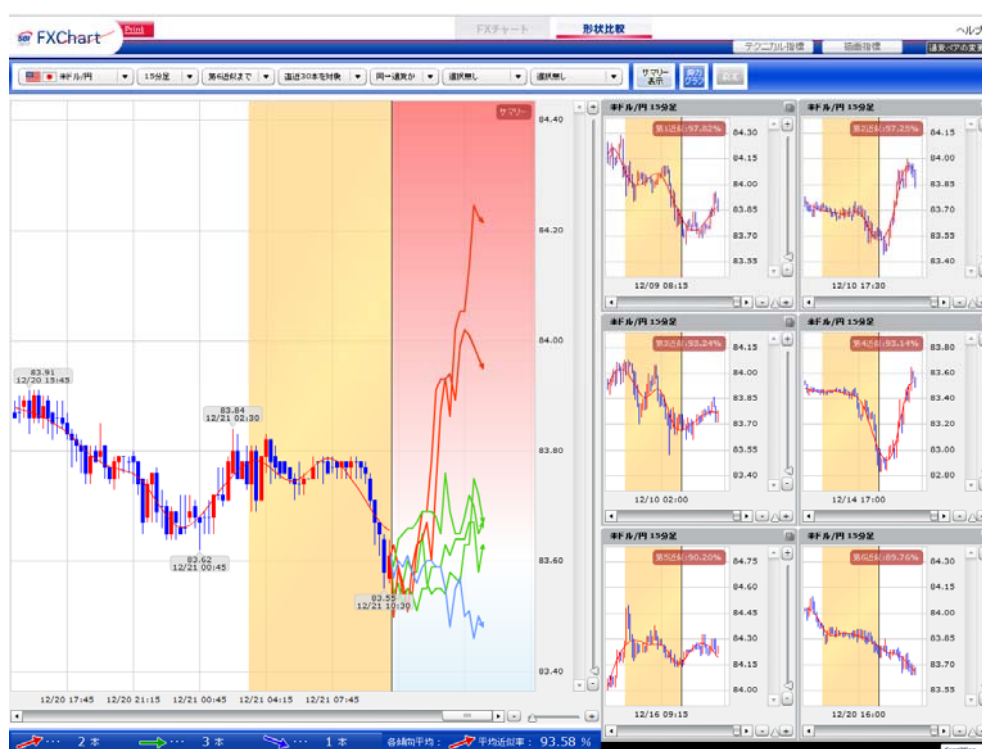 FXチャート
形状比較
ヘルプ
SBI FXChart
Print
テクニカル指標
描画指標
通貨ペアの変更
米ドル/円
15分足
第6近似まで
直近30本を対象
同一通貨が
選択無し
選択無し
サマリー
表示
サマリー
84.40
84.20
84.00
83.80
83.60
83.40
83.91
12/20 15:45
83.84
12/21 02:30
83.62
12/21 00:45
83.55
12/21 10:30
12/20 17:45
12/20 21:15
12/21 00:45
12/21 04:15
12/21 07:45
米ドル/円 15分足
第1近似:97.82%
84.30
84.15
84.00
83.85
83.70
83.55
12/09 08:15
米ドル/円 15分足
第2近似:97.25%
84.15
84.00
83.85
83.70
83.55
83.40
12/10 17:30
米ドル/円 15分足
第3近似:93.24%
84.15
84.00
83.85
83.70
83.55
83.40
12/10 02:00
米ドル/円 15分足
第4近似:93.14%
83.80
83.60
83.40
83.20
83.00
82.80
12/14 17:00
米ドル/円 15分足
第5近似:90.20%
84.75
84.60
84.45
84.30
84.15
84.00
12/16 09:15
米ドル/円 15分足
第6近似:89.76%
84.30
84.15
84.00
83.85
83.70
83.55
12/20 16:00
… 2 本
… 3 本
… 1 本
各傾向平均:
平均近似率: 93.58 %